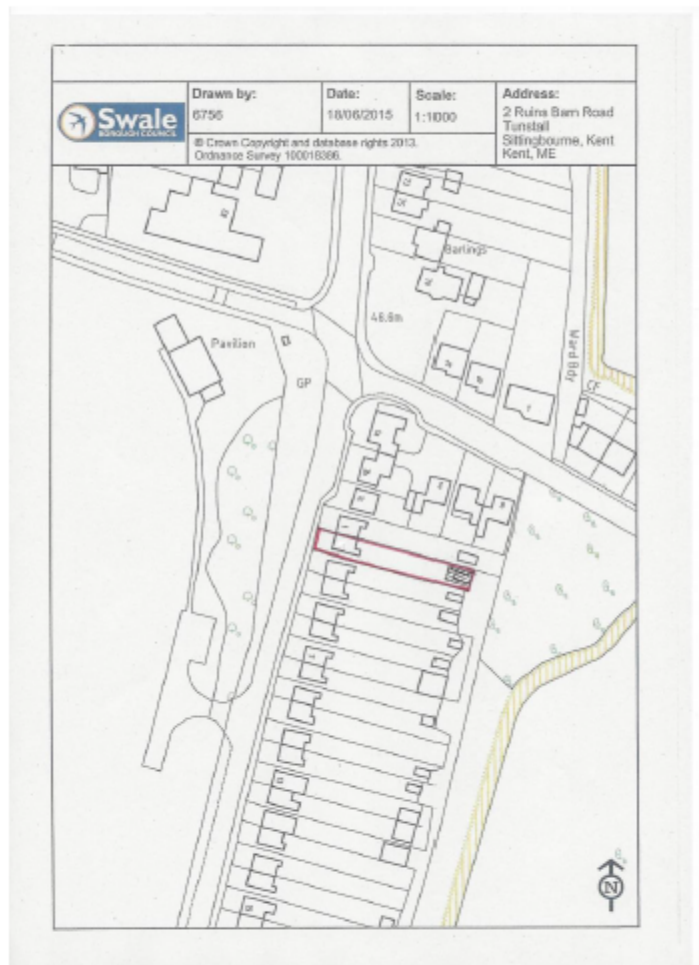 Swale
BOROUGH COUNCIL
Drawn by:
6756
Date:
18/06/2015
Scale:
1:1000
Address:
2 Ruins Barn Road
Tunstall
Sittingbourne, Kent
Kent, ME
© Crown Copyright and database rights 2013.
Ordnance Survey 100018386.
Barlings
48.8m
Pavilion
GP
Ward Bdy
CF
N